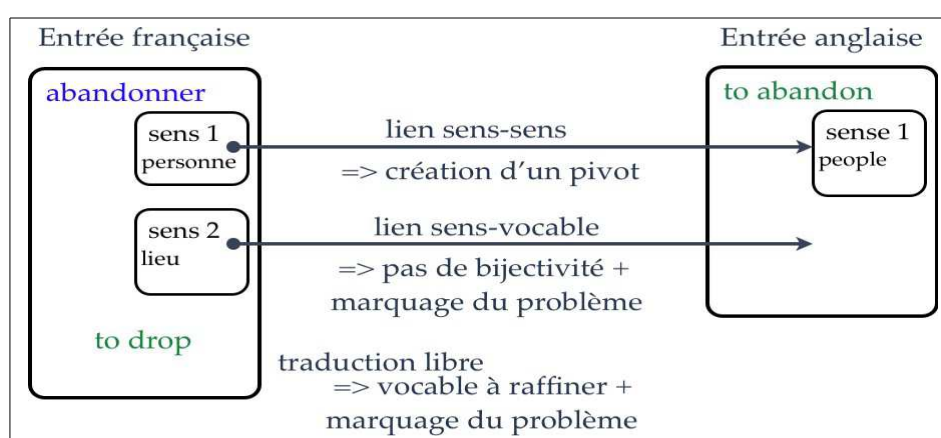 Entrée française
Entrée anglaise
abandonner
to abandon
sens 1
personne
lien sens-sens
=> création d'un pivot
sense 1
people
sens 2
lieu
lien sens-vocable
=> pas de bijectivité +
marquage du problème
to drop
traduction libre
=> vocable à raffiner +
marquage du problème